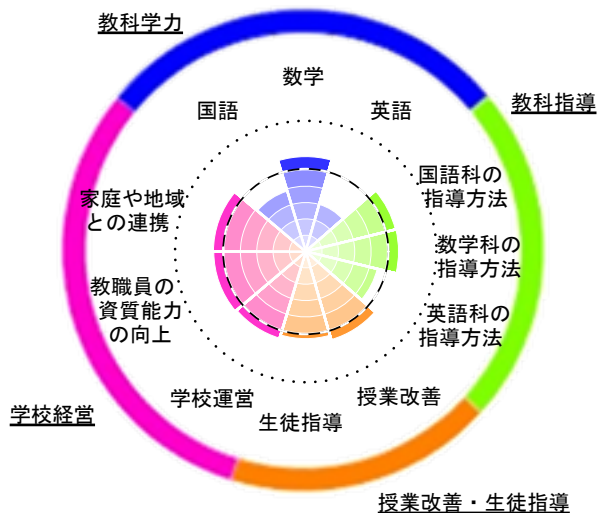 教科学力
数学
国語
英語
教科指導
国語科の
指導方法
家庭や地域
との連携
数学科の
指導方法
教職員の
資質能力
の向上
英語科の
指導方法
学校運営
授業改善
生徒指導
学校経営
授業改善・生徒指導